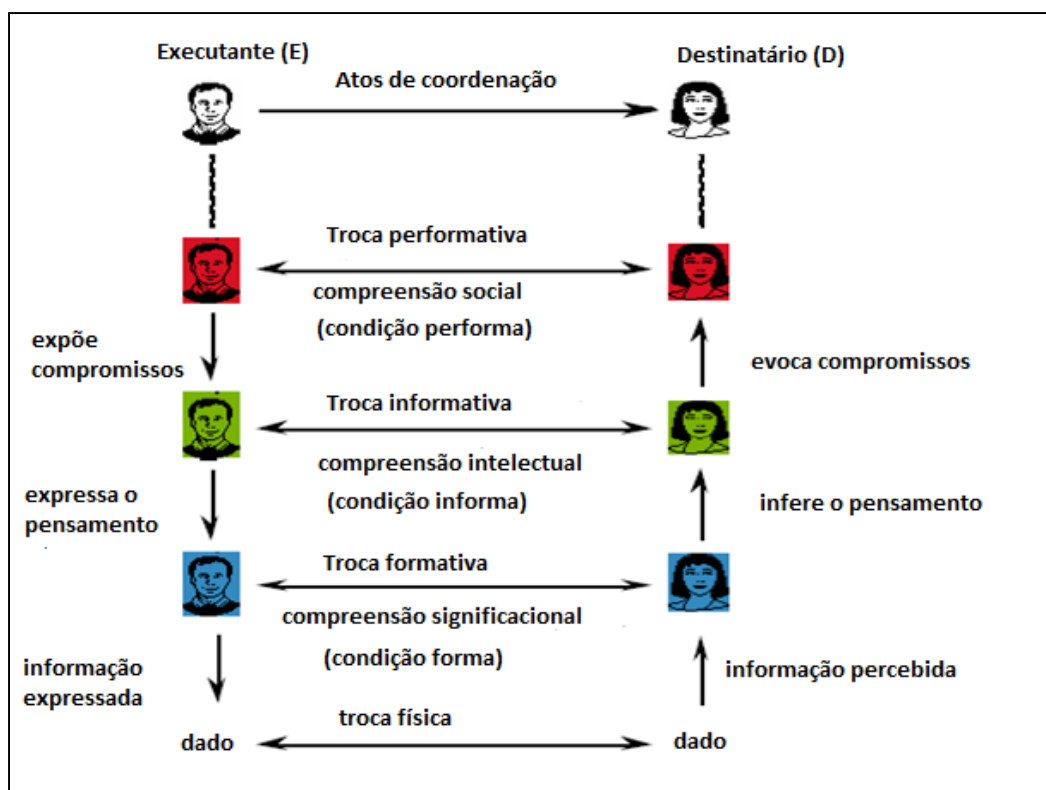 Executante (E)
Destinatário (D)
Atos de coordenação
Troca performativa
compreensão social
(condição performa)
expõe
compromissos
evoca compromissos
Troca informativa
compreensão intelectual
(condição informa)
expressa o
pensamento
infere o pensamento
Troca formativa
compreensão significacional
(condição forma)
informação
expressada
informação percebida
troca física
dado
dado